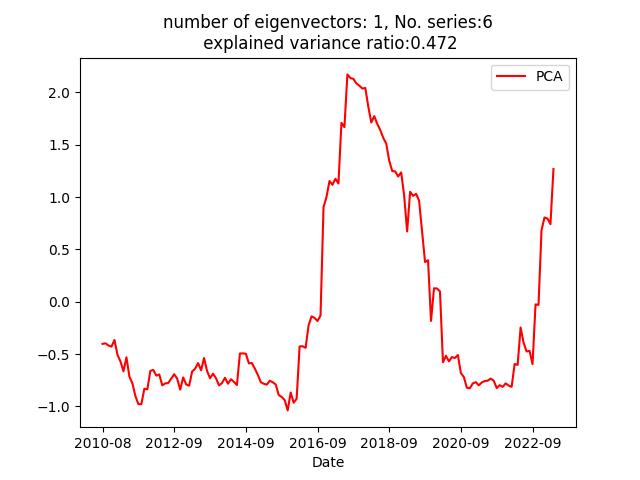 number of eigenvectors: 1, No. series:6
explained variance ratio:0.472
PCA
2.0
1.5
1.0
0.5
0.0
−0.5
−1.0
2010-08 2012-09 2014-09 2016-09 2018-09 2020-09 2022-09
Date